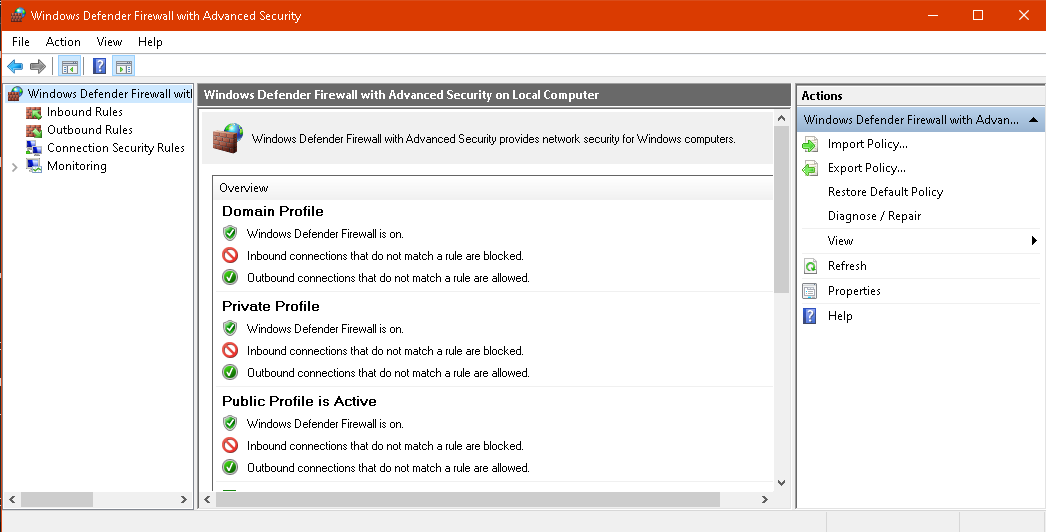 Windows Defender Firewall with Advanced Security
File Action View Help
Windows Defender Firewall wit
Inbound Rules
Outbound Rules
Connection Security Rules
Monitoring
Windows Defender Firewall with Advanced Security on Local Computer
Windows Defender Firewall with Advanced Security provides network security for Windows computers.
Overview
Domain Profile
Windows Defender Firewall is on.
Inbound connections that do not match a rule are blocked.
Outbound connections that do not match a rule are allowed.
Private Profile
Windows Defender Firewall is on.
Inbound connections that do not match a rule are blocked.
Outbound connections that do not match a rule are allowed.
Public Profile is Active
Windows Defender Firewall is on.
Inbound connections that do not match a rule are blocked.
Outbound connections that do not match a rule are allowed.
Actions
Windows Defender Firewall with Advan...
Import Policy...
Export Policy...
Restore Default Policy
Diagnose / Repair
View
Refresh
Properties
Help